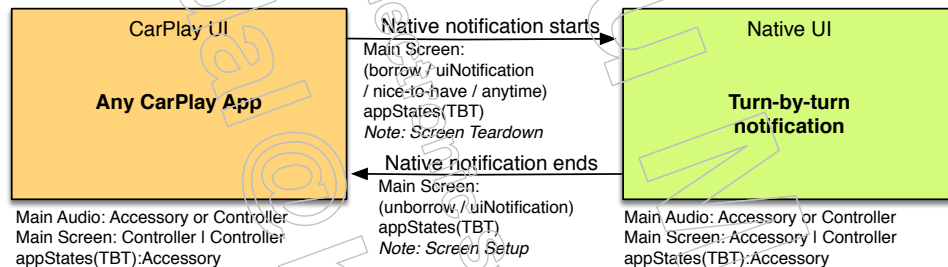 CarPlay UI
Any CarPlay App
Main Audio: Accessory or Controller
Main Screen: Controller | Controller
appStates(TBT):Accessory
Native notification starts
Main Screen:
(borrow / uiNotification
/ nice-to-have / anytime)
appStates(TBT)
Note: Screen Teardown
Native notification ends
Main Screen:
(unborrow / uiNotification)
appStates(TBT)
Note: Screen Setup
Native UI
Turn-by-turn
notification
Main Audio: Accessory or Controller
Main Screen: Accessory | Controller
appStates(TBT):Accessory